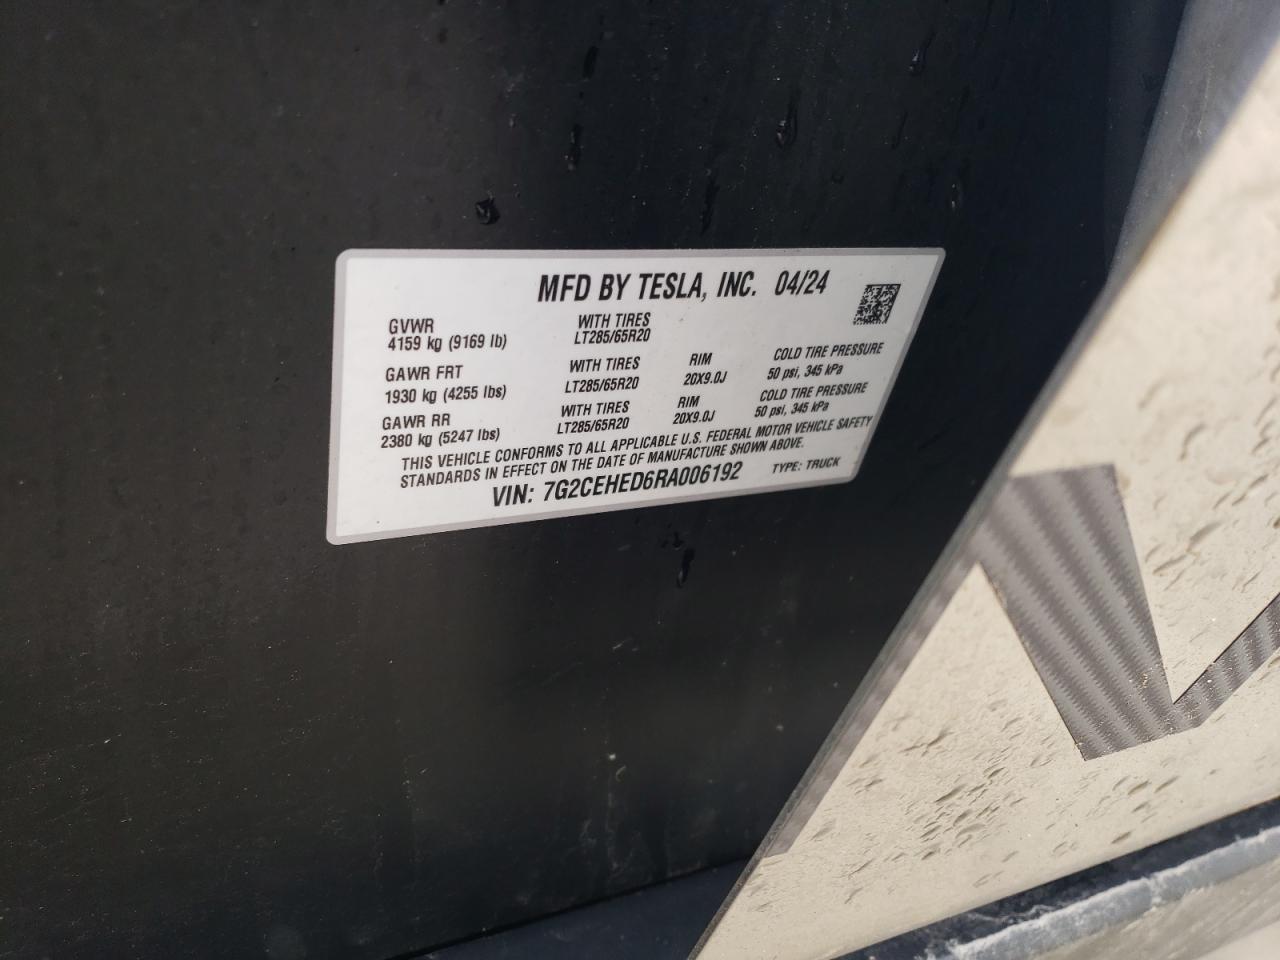 MFD BY TESLA, INC. 04/24
GVWR WITH TIRES
4159 kg (9169 lb) LT285/65R20
GAWR FRT WITH TIRES RIM COLD TIRE PRESSURE
1930 kg (4255 lbs) LT285/65R20 20X9.0J 50 psi, 345 kPa
GAWR RR WITH TIRES RIM COLD TIRE PRESSURE
2380 kg (5247 lbs) LT285/65R20 20X9.0J 50 psi, 345 kPa
THIS VEHICLE CONFORMS TO ALL APPLICABLE U.S. FEDERAL MOTOR VEHICLE SAFETY
STANDARDS IN EFFECT ON THE DATE OF MANUFACTURE SHOWN ABOVE.
VIN: 7G2CEHED6RA006192 TYPE: TRUCK